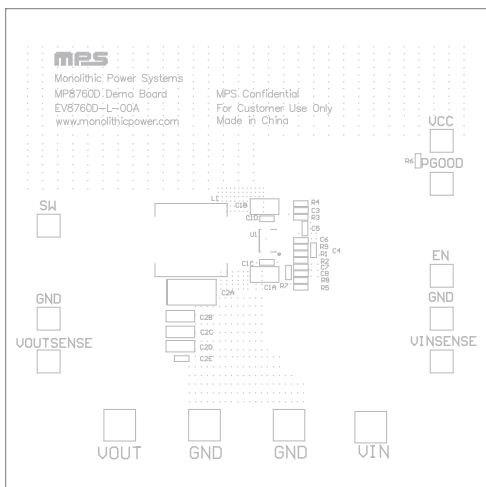 mps
Monolithic Power Systems
MP8760D Demo Board
EV8760D-L-00A
www.monolithicpower.com
MPS Confidential
For Customer Use Only
Made in China
VCC
R6
PGOOD
SW
L1
C1B
C1D
U1
C1C
C1A
R7
R4
C3
R3
C5
C6
R9
R1
C4
R2
C7
C8
R8
R5
EN
GND
GND
VOUTSENSE
VINSENSE
C2A
C2B
C2C
C2D
C2E
VOUT
GND
GND
VIN